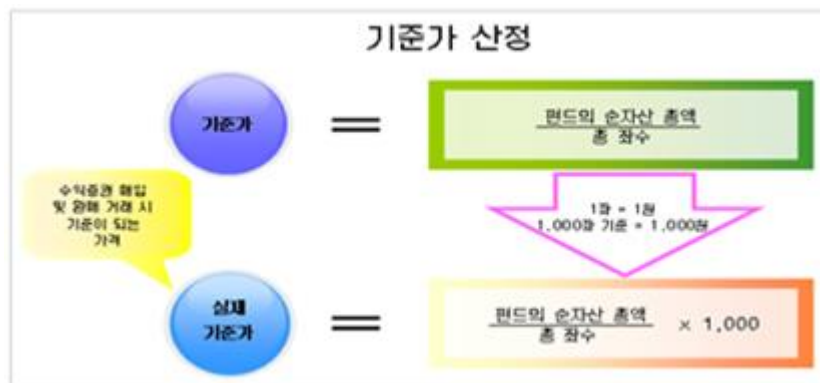 기준가 산정
기준가
=
펀드의 순자산 총액
총 좌수
수익증권 매입
및 환매 거래 시
기준이 되는
가격
1좌 = 1원
1,000좌 기준 = 1,000원
실제
기준가
=
펀드의 순자산 총액
총 좌수
× 1,000